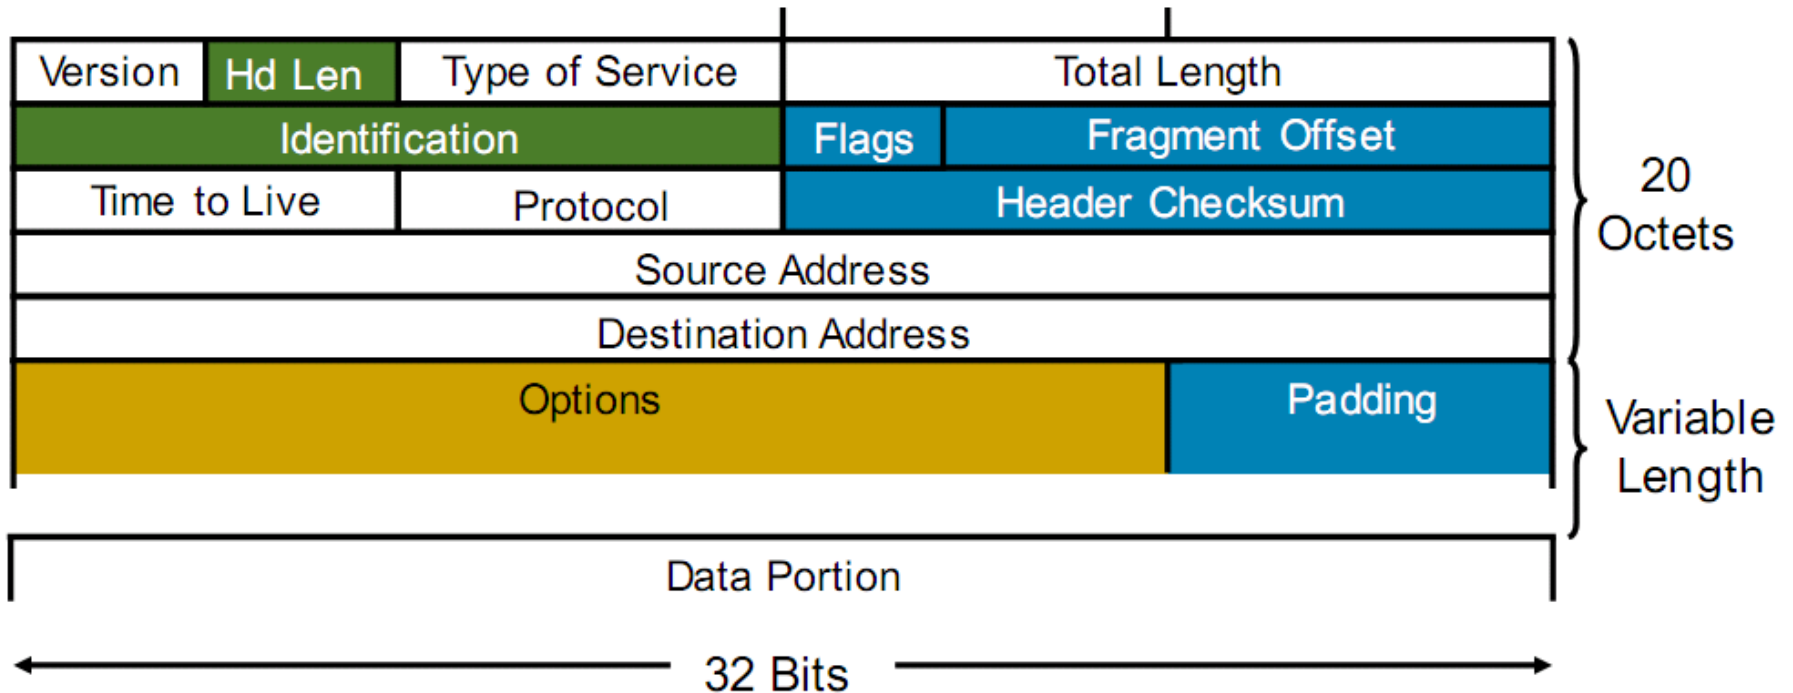 Version Hd Len Type of Service Total Length
Identification Flags Fragment Offset
Time to Live Protocol Header Checksum
Source Address
Destination Address
Options Padding
20
Octets
Variable
Length
Data Portion
32 Bits